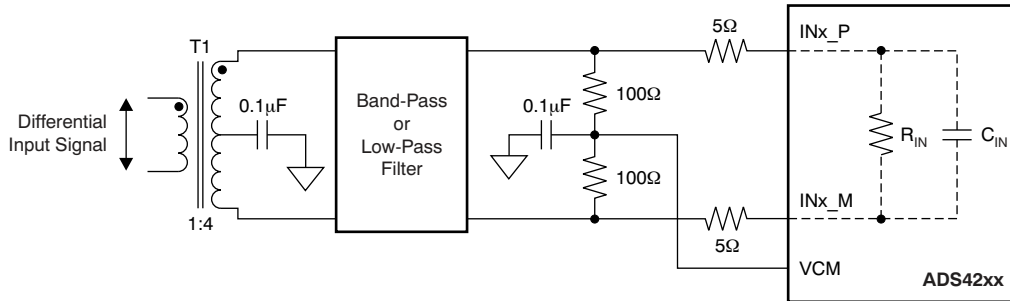 T1
Differential
Input Signal
0.1µF
1:4
Band-Pass
or
Low-Pass
Filter
0.1µF
100Ω
100Ω
5Ω
5Ω
INx_P
R_IN
C_IN
INx_M
VCM
ADS42xx